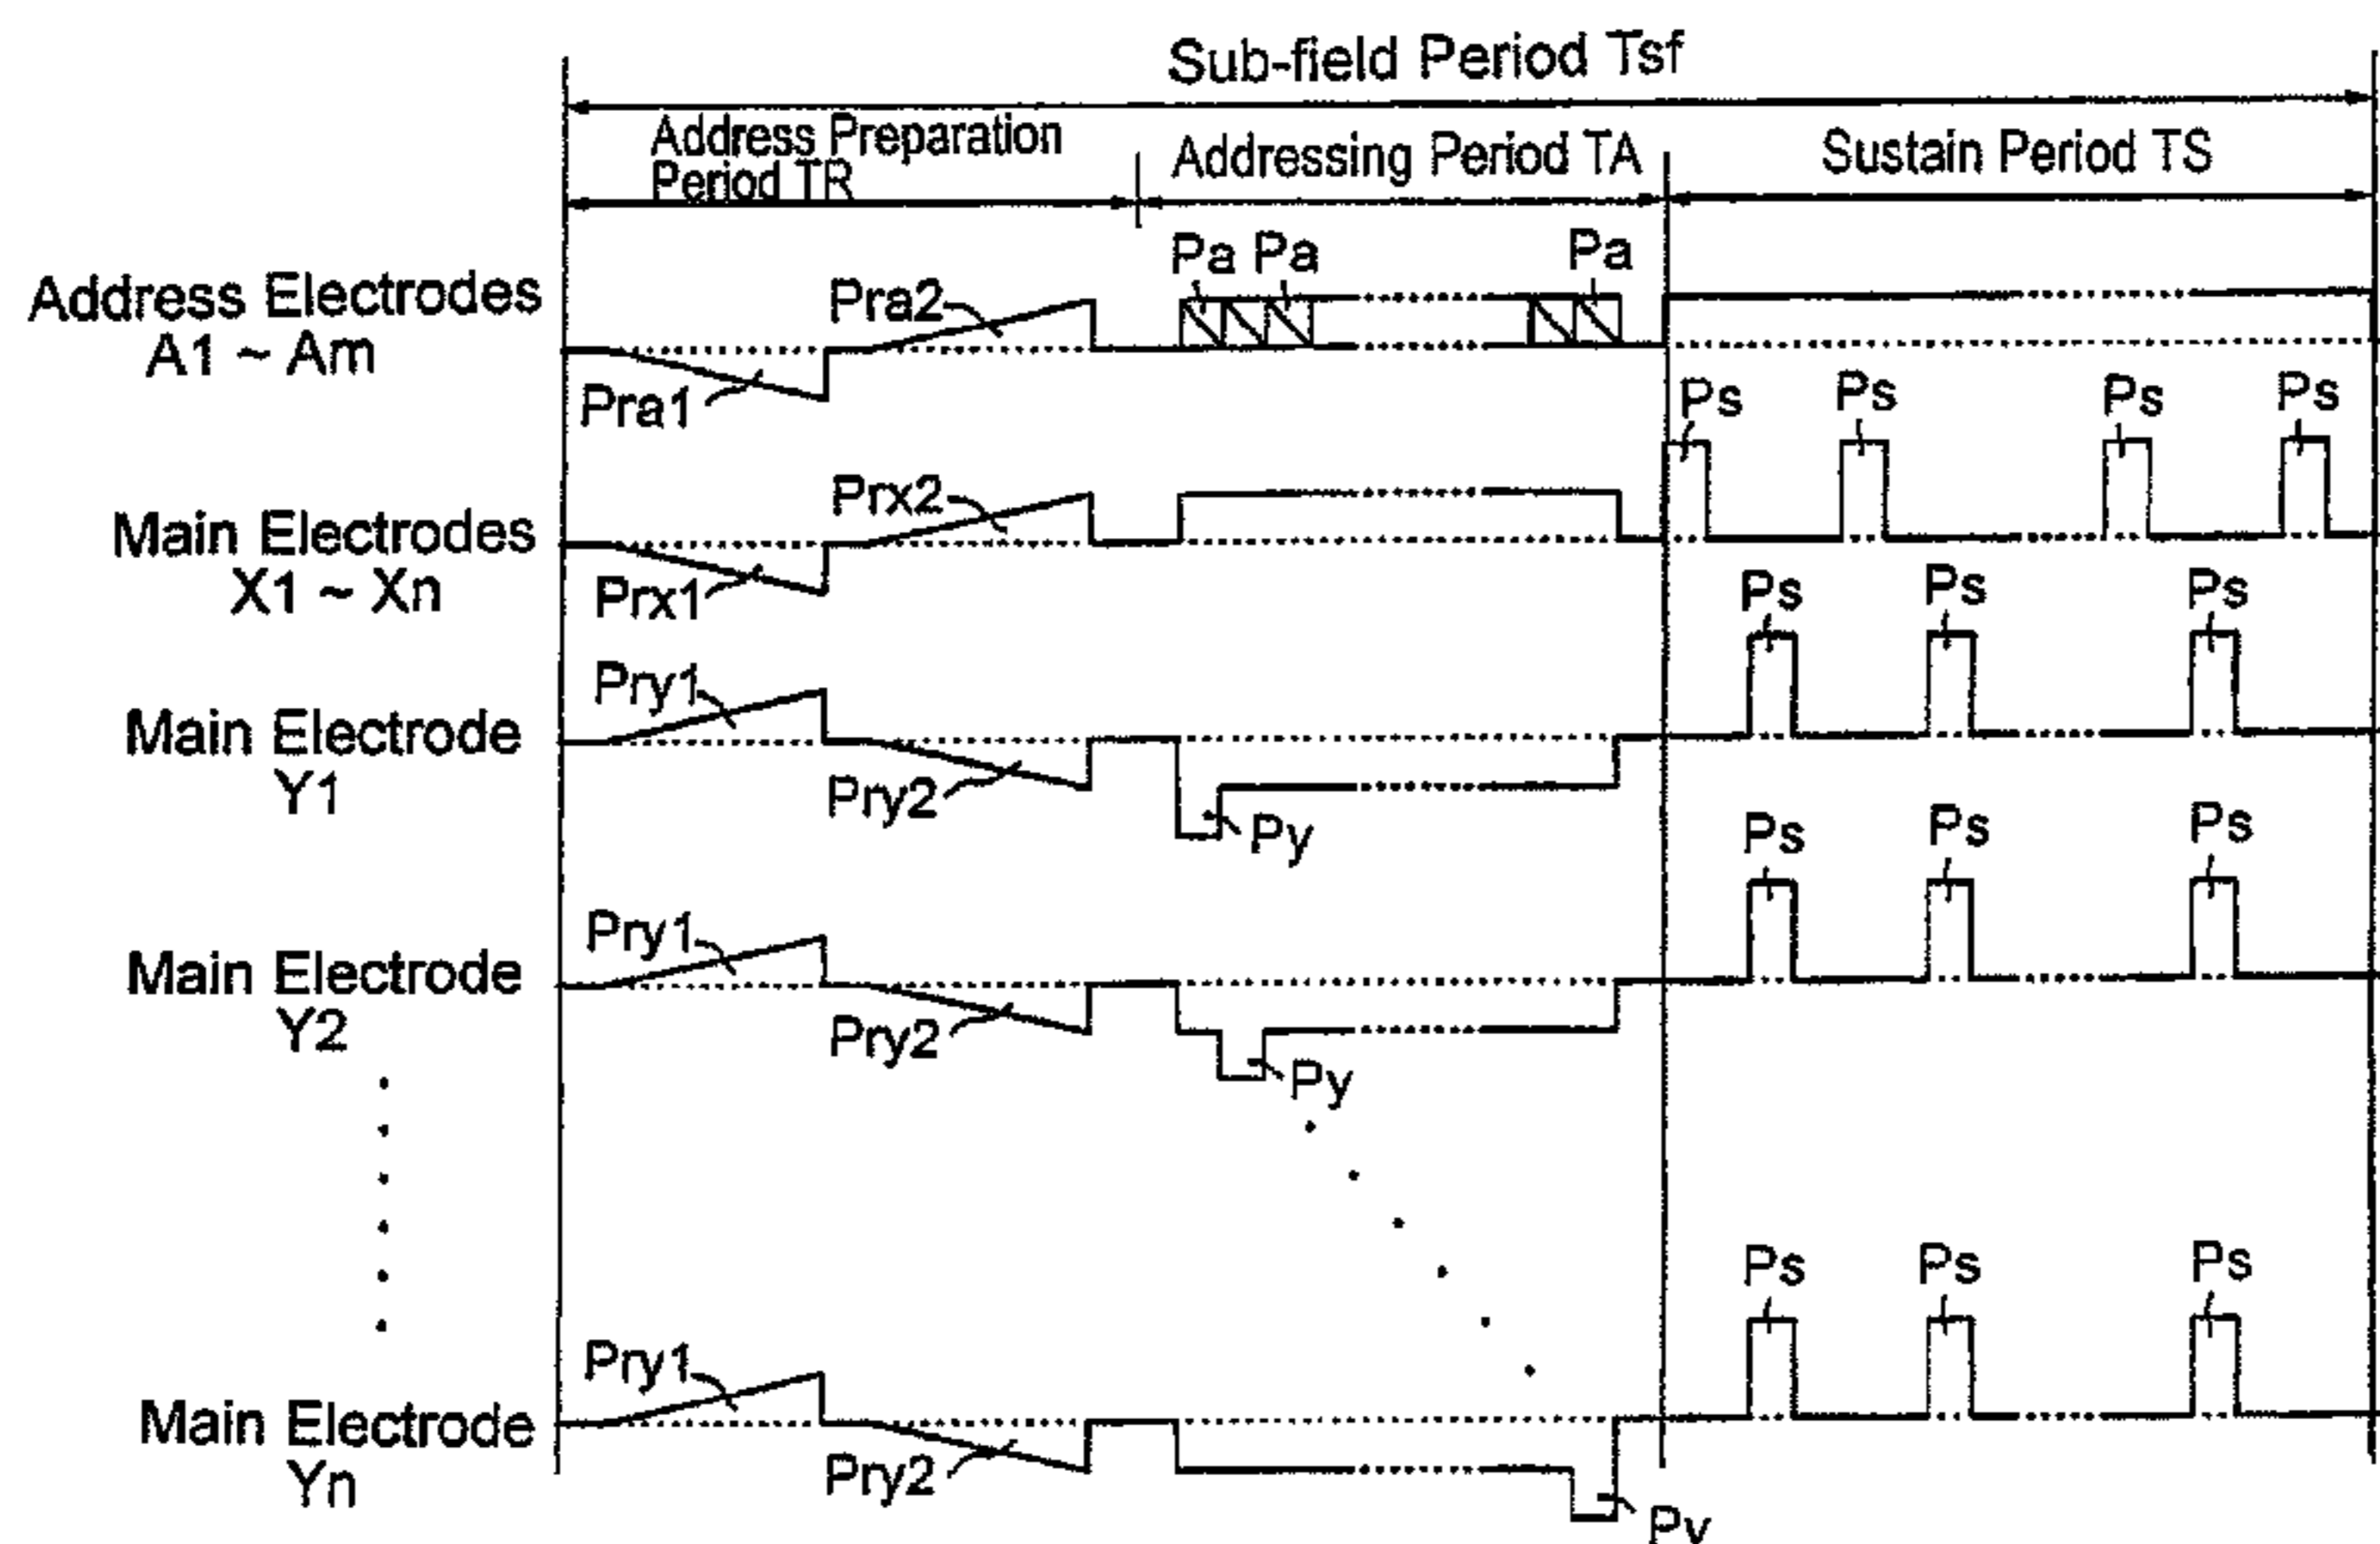 Sub-field Period Tsf
Address Preparation
Period TR
Addressing Period TA
Sustain Period TS
Address Electrodes
A1 ~ Am
Pra1
Pra2
Pa Pa Pa
Main Electrodes
X1 ~ Xn
Prx1
Prx2
Ps Ps Ps Ps
Main Electrode
Y1
Pry1
Pry2
Py
Ps Ps Ps
Main Electrode
Y2
Pry1
Pry2
Py
Ps Ps Ps
Main Electrode
Yn
Pry1
Pry2
Py
Ps Ps Ps